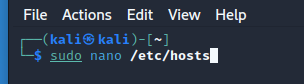 File Actions Edit View Help
┌──(kali㉿kali)-[~]
└─$ sudo nano /etc/hosts